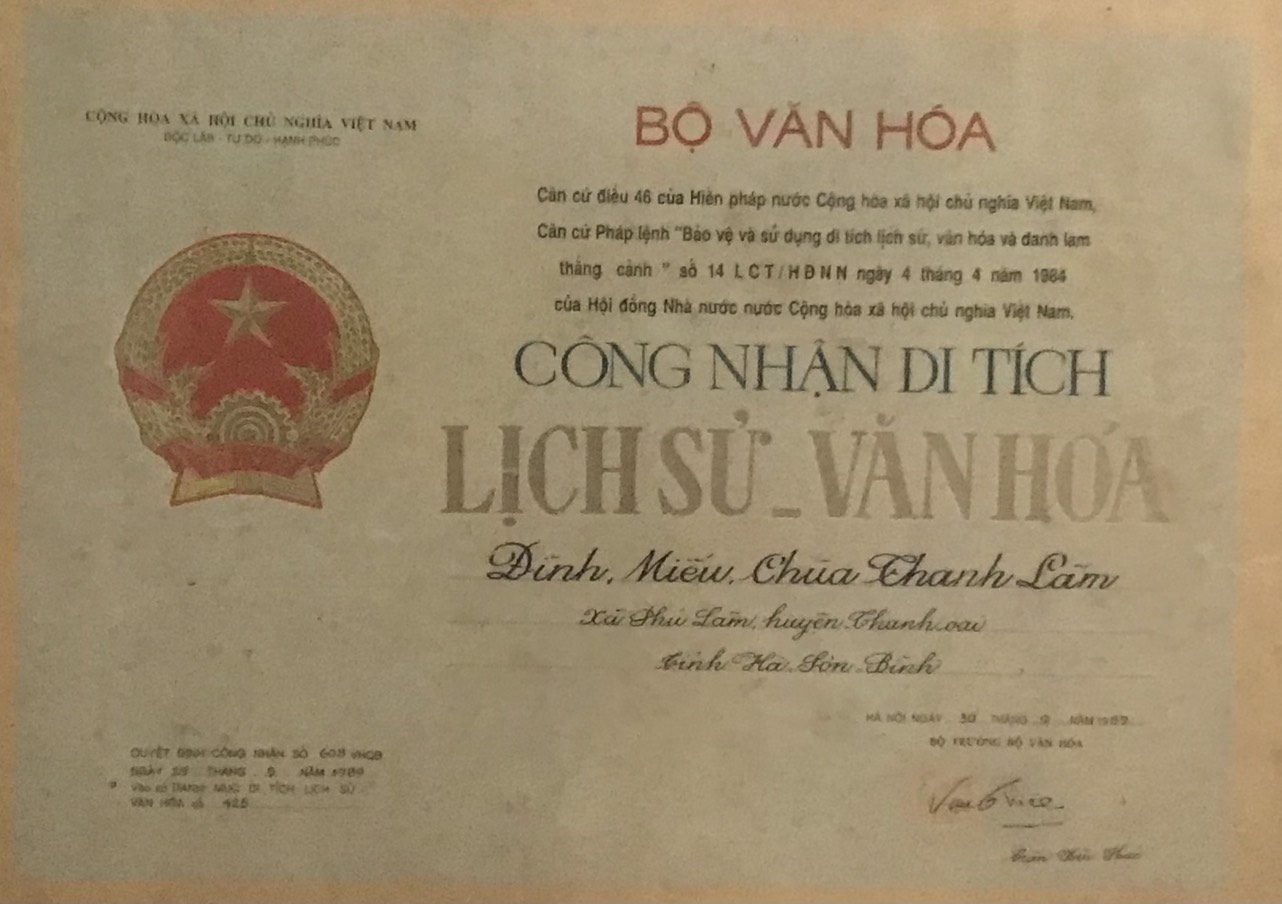 CỘNG HÒA XÃ HỘI CHỦ NGHĨA VIỆT NAM
ĐỘC LẬP - TỰ DO - HẠNH PHÚC
BỘ VĂN HÓA
Căn cứ điều 46 của Hiến pháp nước Cộng hòa xã hội chủ nghĩa Việt Nam,
Căn cứ Pháp lệnh "Bảo vệ và sử dụng di tích lịch sử, văn hóa và danh lam
thắng cảnh" số 14 LCT/HĐNN ngày 4 tháng 4 năm 1984
của Hội đồng Nhà nước nước Cộng hòa xã hội chủ nghĩa Việt Nam.
CÔNG NHẬN DI TÍCH
LỊCH SỬ_VĂN HÓA
Đình, Miếu, Chùa Thanh Lãm
Xã Phú Lãm, huyện Thanh oai
tỉnh Hà Sơn Bình
HÀ NỘI NGÀY 30 THÁNG 9 NĂM 1989
BỘ TRƯỞNG BỘ VĂN HÓA
QUYẾT ĐỊNH CÔNG NHẬN SỐ VHQĐ
NGÀY THÁNG 9 NĂM 1989
Vào sổ DANH MỤC DI TÍCH LỊCH SỬ
VĂN HÓA số 425